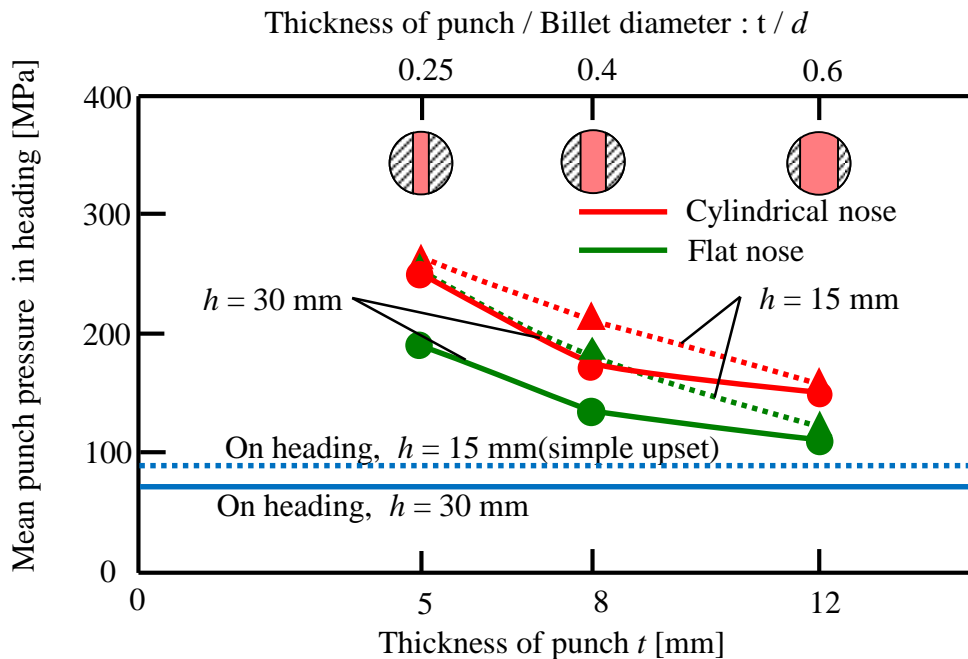 Thickness of punch / Billet diameter : t / d
0.25 0.4 0.6
Mean punch pressure in heading [MPa]
400
300
200
100
0
Cylindrical nose
Flat nose
h = 30 mm
h = 15 mm
On heading, h = 15 mm(simple upset)
On heading, h = 30 mm
0 5 8 12
Thickness of punch t [mm]